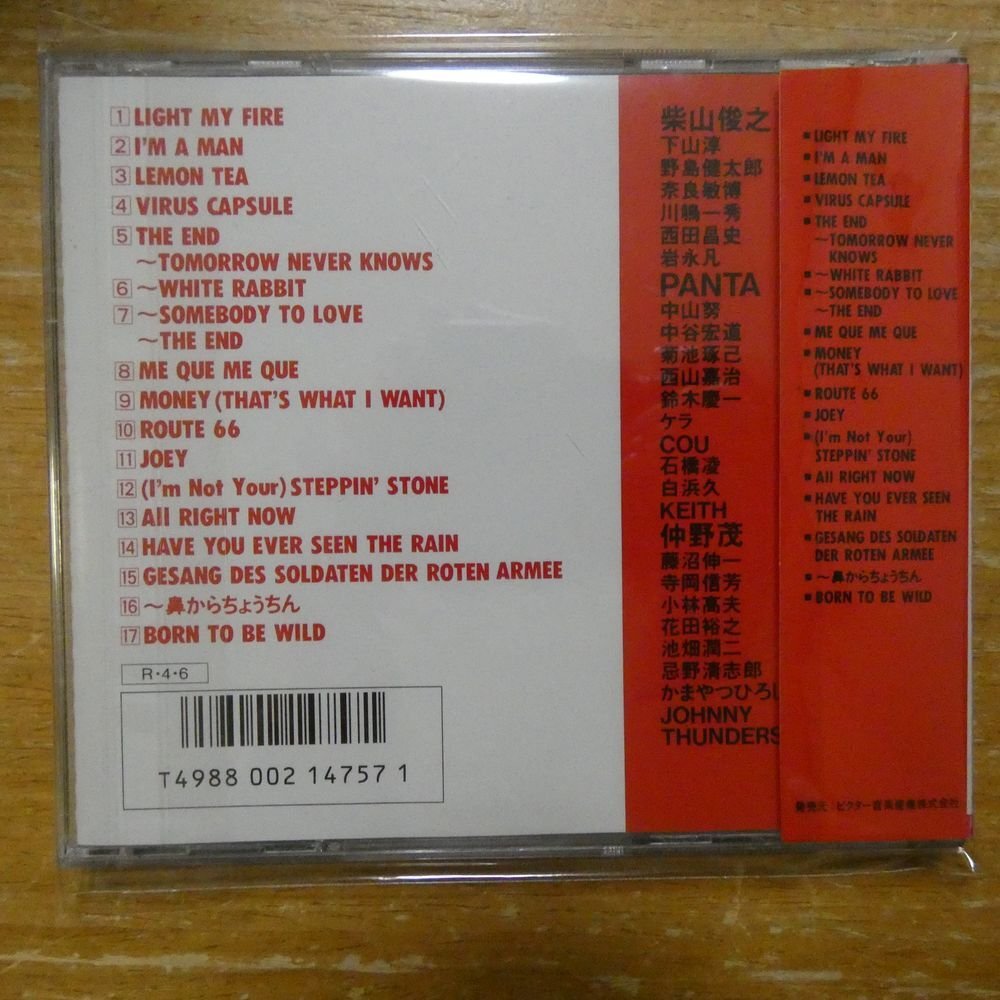 1 LIGHT MY FIRE
2 I'M A MAN
3 LEMON TEA
4 VIRUS CAPSULE
5 THE END
～TOMORROW NEVER KNOWS
6 ～WHITE RABBIT
7 ～SOMEBODY TO LOVE
～THE END
8 ME QUE ME QUE
9 MONEY (THAT'S WHAT I WANT)
10 ROUTE 66
11 JOEY
12 (I'm Not Your) STEPPIN' STONE
13 All RIGHT NOW
14 HAVE YOU EVER SEEN THE RAIN
15 GESANG DES SOLDATEN DER ROTEN ARMEE
16 ～鼻からちょうちん
17 BORN TO BE WILD
R・4・6
T4988 002 14757 1
柴山俊之
下山淳
野島健太郎
奈良敏博
川嶋一秀
西田昌史
岩永凡
PANTA
中山努
中谷宏道
菊池琢己
西山嘉治
鈴木慶一
ケラ
COU
石橋凌
白浜久
KEITH
仲野茂
藤沼伸一
寺岡信芳
小林高夫
花田裕之
池畑潤二
忌野清志郎
かまやつひろし
JOHNNY
THUNDERS
■ LIGHT MY FIRE
■ I'M A MAN
■ LEMON TEA
■ VIRUS CAPSULE
■ THE END
～TOMORROW NEVER
KNOWS
■ ～WHITE RABBIT
■ ～SOMEBODY TO LOVE
～THE END
■ ME QUE ME QUE
■ MONEY
(THAT'S WHAT I WANT)
■ ROUTE 66
■ JOEY
■ (I'm Not Your)
STEPPIN' STONE
■ All RIGHT NOW
■ HAVE YOU EVER SEEN
THE RAIN
■ GESANG DES SOLDATEN
DER ROTEN ARMEE
■ ～鼻からちょうちん
■ BORN TO BE WILD
発売元：ビクター音楽産業株式会社